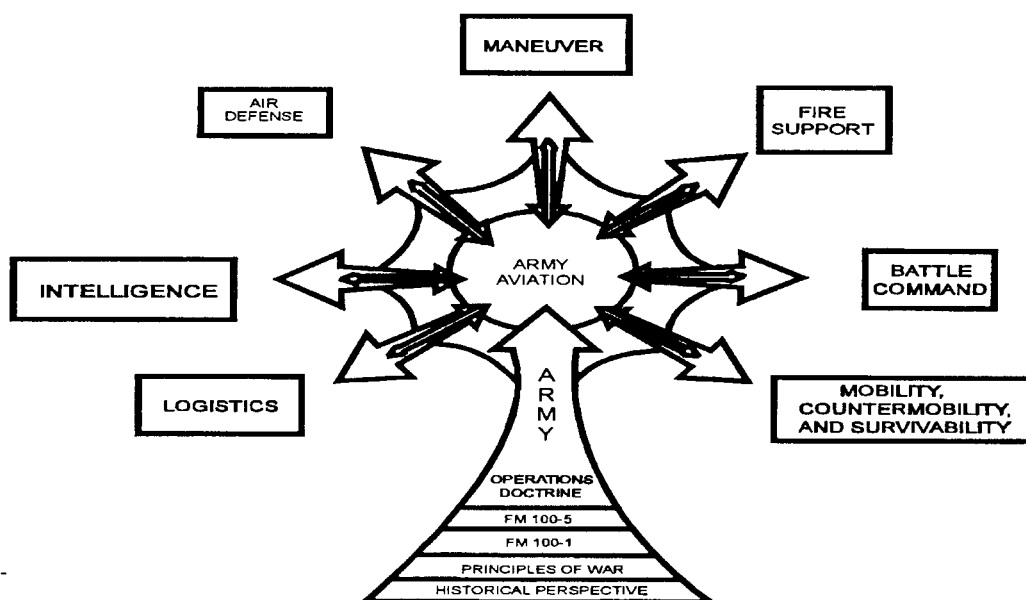 MANEUVER
AIR
DEFENSE
FIRE
SUPPORT
ARMY
AVIATION
INTELLIGENCE
BATTLE
COMMAND
LOGISTICS
MOBILITY,
COUNTERMOBILITY,
AND SURVIVABILITY
ARMY
OPERATIONS
DOCTRINE
FM 100-5
FM 100-1
PRINCIPLES OF WAR
HISTORICAL PERSPECTIVE